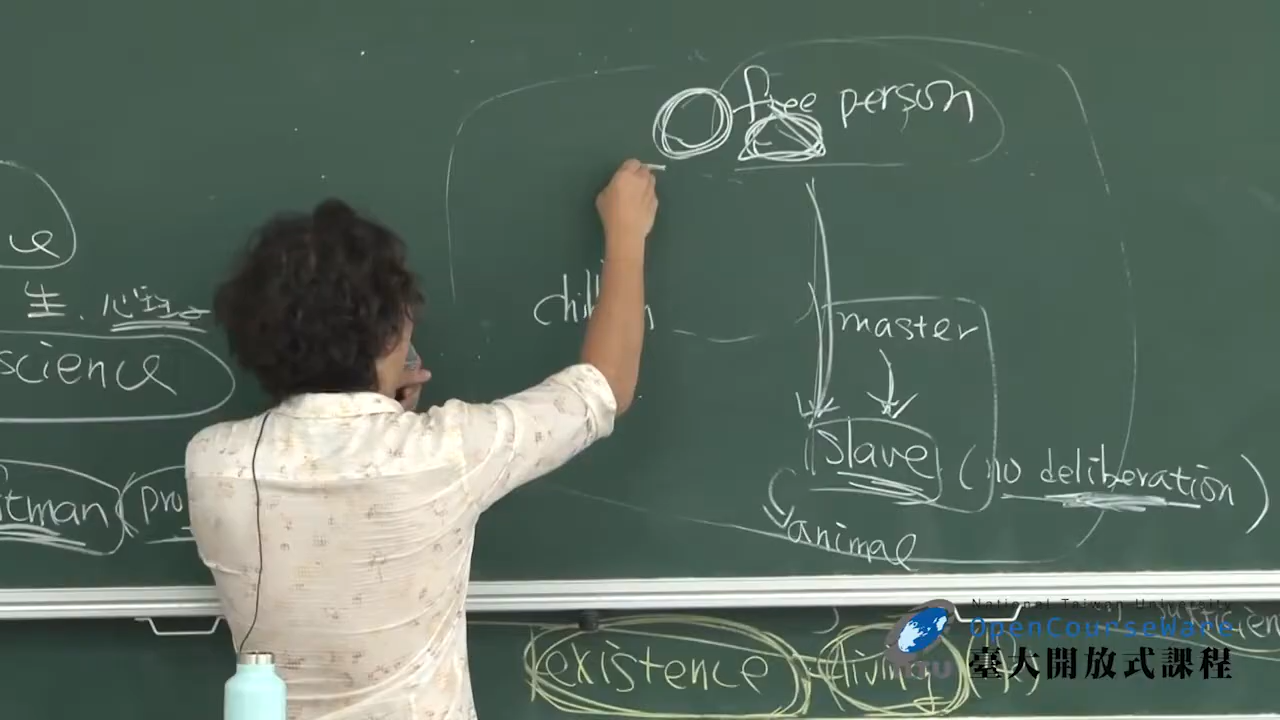 free person
生、心理
children
master
science
slave (no deliberation)
animal
existence living
National Taiwan University
OpenCourseWare
臺大開放式課程